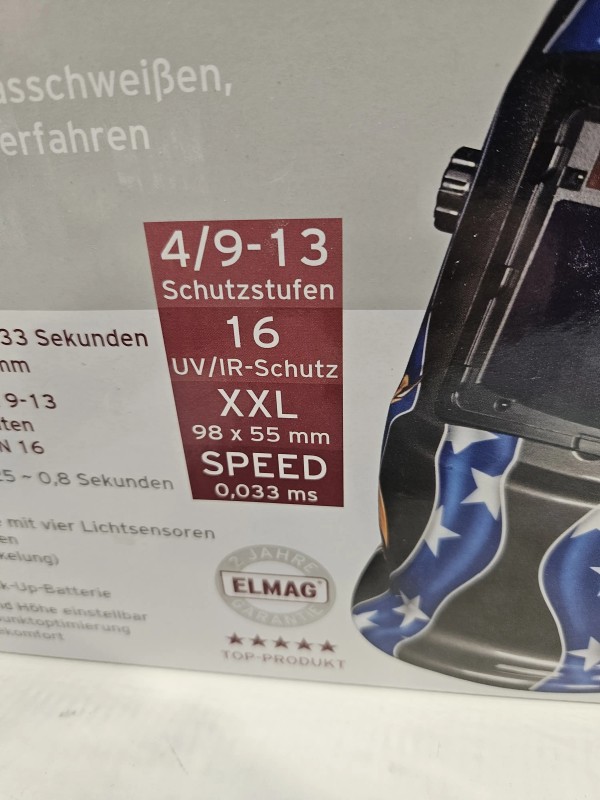 asschweißen,
erfahren
4/9-13
Schutzstufen
16
UV/IR-Schutz
XXL
98 x 55 mm
SPEED
0,033 ms
33 Sekunden
mm
9-13
ten
N 16
25 ~ 0,8 Sekunden
mit vier Lichtsensoren
en
kelung)
k-Up-Batterie
nd Höhe einstellbar
unktoptimierung
ekomfort
2 JAHRE
ELMAG®
GARANTIE
★★★★★
TOP-PRODUKT